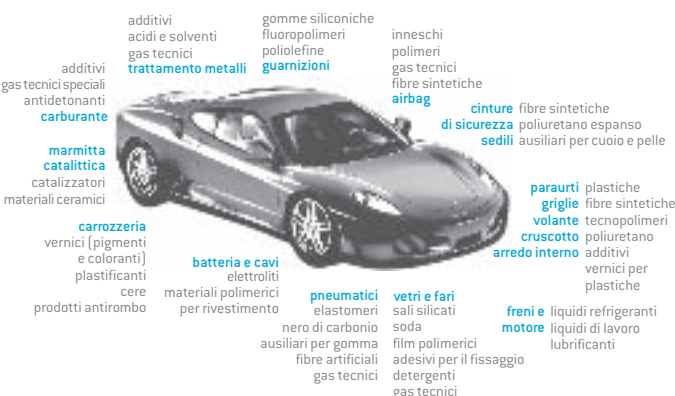 additivi
acidi e solventi
gas tecnici
trattamento metalli
gomme siliconiche
fluoropolimeri
poliolefine
guarnizioni
inneschi
polimeri
gas tecnici
fibre sintetiche
airbag
additivi
gas tecnici speciali
antidetonanti
carburante
cinture fibre sintetiche
di sicurezza poliuretano espanso
sedili ausiliari per cuoio e pelle
marmitta
catalittica
catalizzatori
materiali ceramici
paraurti plastiche
griglie fibre sintetiche
volante tecnopolimeri
cruscotto poliuretano
arredo interno additivi
vernici per
plastiche
carrozzeria
vernici (pigmenti
e coloranti)
plastificanti
cere
prodotti antirombo
batteria e cavi
elettroliti
materiali polimerici
per rivestimento
pneumatici
elastomeri
nero di carbonio
ausiliari per gomma
fibre artificiali
gas tecnici
vetri e fari
sali silicati
soda
film polimerici
adesivi per il fissaggio
detergenti
gas tecnici
freni e liquidi refrigeranti
motore liquidi di lavoro
lubrificanti